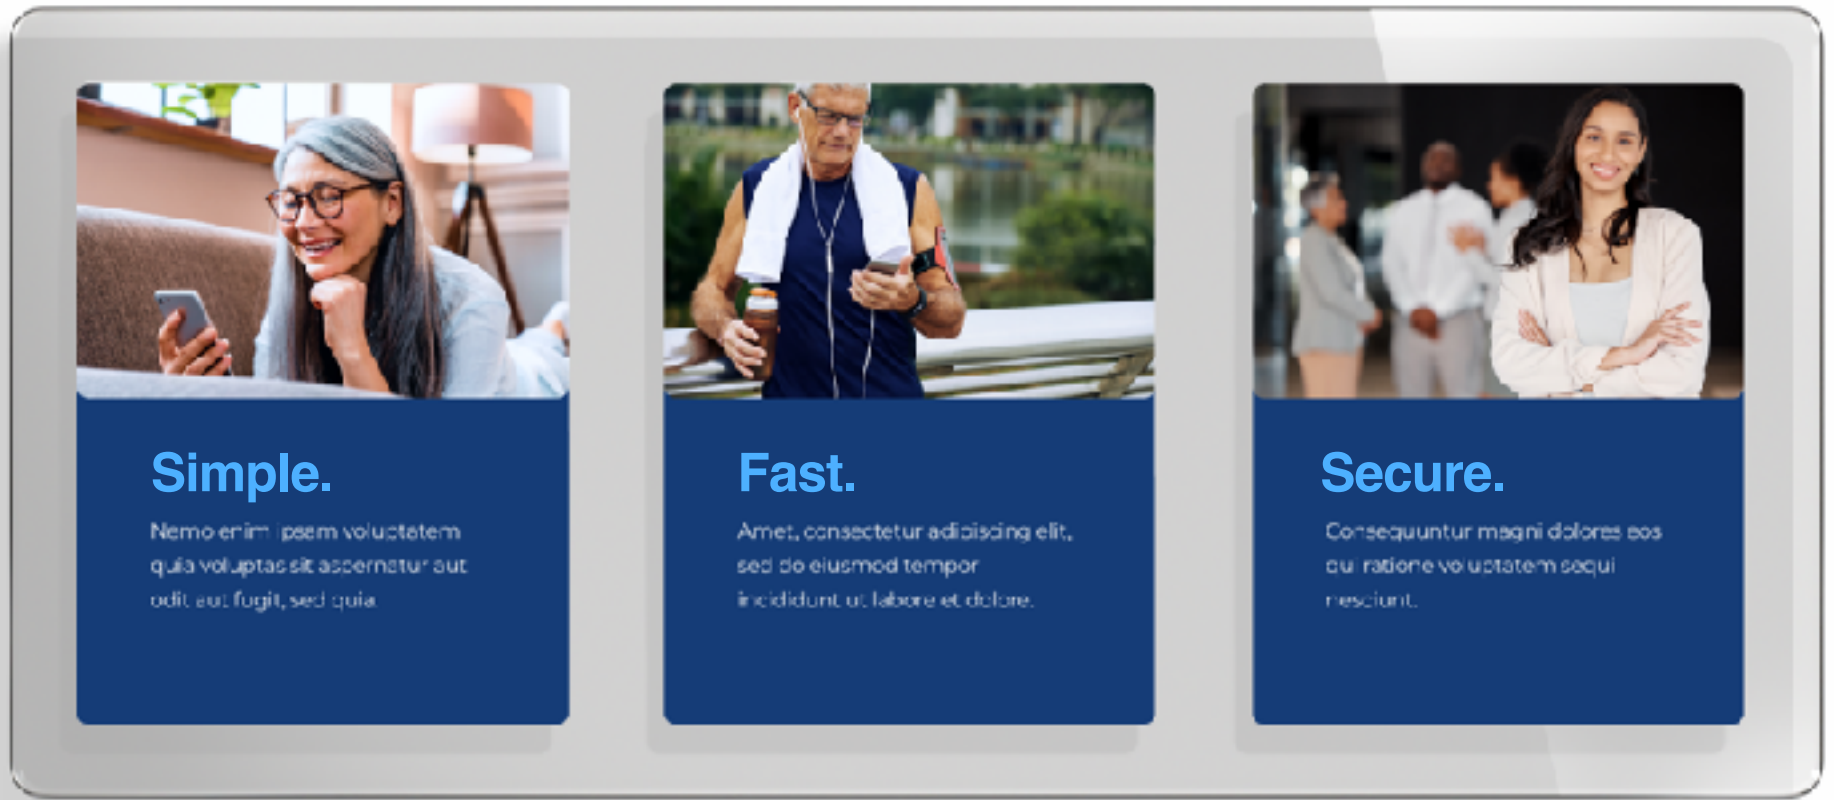 Simple.
Nemo enim ipsam voluptatem
quia voluptas sit aspernatur aut
odit aut fugit, sed quia
Fast.
Amet, consectetur adipiscing elit,
sed do eiusmod tempor
incididunt ut labore et dolore.
Secure.
Consequuntur magni dolores eos
qui ratione voluptatem sequi
nesciunt.